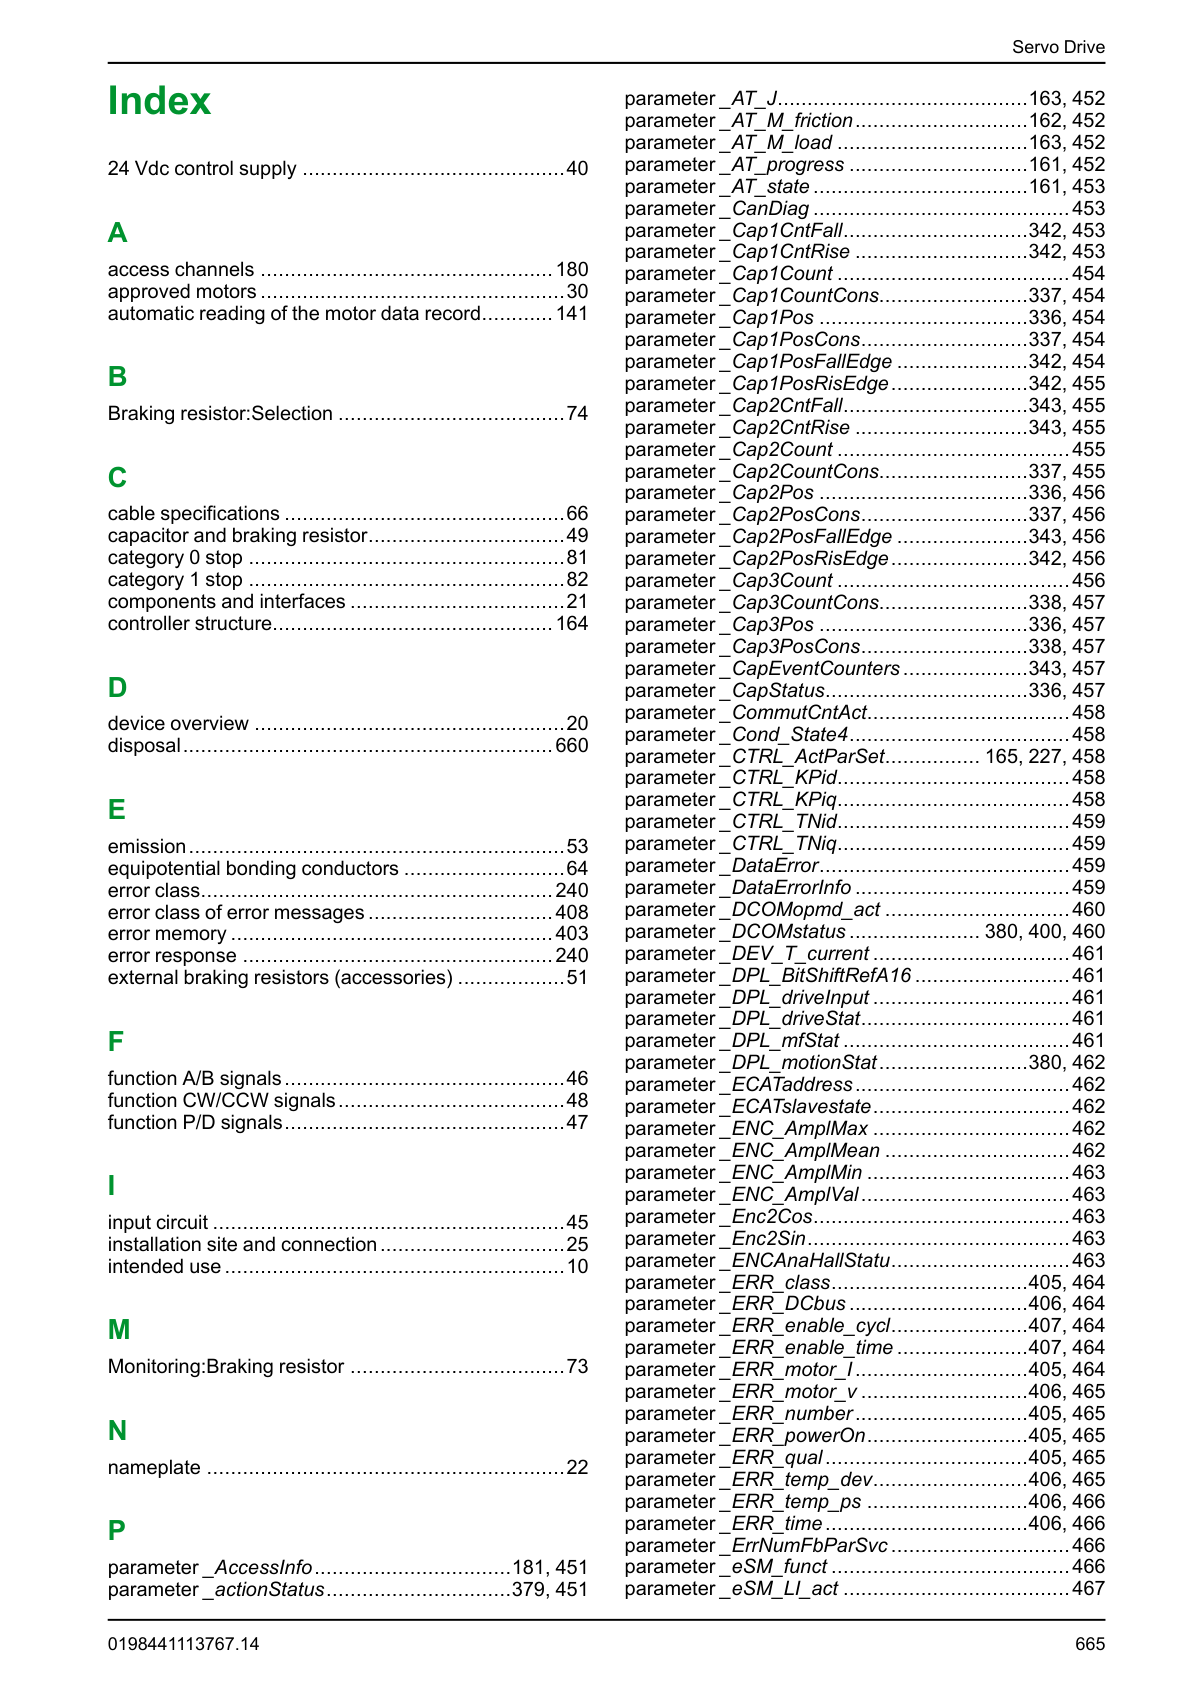 Servo Drive
Index
24 Vdc control supply ............................................40
A
access channels ................................................. 180
approved motors ...................................................30
automatic reading of the motor data record............ 141
B
Braking resistor:Selection ......................................74
C
cable specifications ...............................................66
capacitor and braking resistor.................................49
category 0 stop .....................................................81
category 1 stop .....................................................82
components and interfaces ....................................21
controller structure............................................... 164
D
device overview ....................................................20
disposal.............................................................. 660
E
emission...............................................................53
equipotential bonding conductors ...........................64
error class........................................................... 240
error class of error messages ............................... 408
error memory ...................................................... 403
error response .................................................... 240
external braking resistors (accessories) ..................51
F
function A/B signals...............................................46
function CW/CCW signals......................................48
function P/D signals...............................................47
I
input circuit ...........................................................45
installation site and connection...............................25
intended use .........................................................10
M
Monitoring:Braking resistor ....................................73
N
nameplate ............................................................22
P
parameter _AccessInfo.................................181, 451
parameter _actionStatus...............................379, 451
parameter _AT_J..........................................163, 452
parameter _AT_M_friction.............................162, 452
parameter _AT_M_load ................................163, 452
parameter _AT_progress ..............................161, 452
parameter _AT_state ....................................161, 453
parameter _CanDiag ........................................... 453
parameter _Cap1CntFall...............................342, 453
parameter _Cap1CntRise .............................342, 453
parameter _Cap1Count ....................................... 454
parameter _Cap1CountCons.........................337, 454
parameter _Cap1Pos ...................................336, 454
parameter _Cap1PosCons............................337, 454
parameter _Cap1PosFallEdge ......................342, 454
parameter _Cap1PosRisEdge.......................342, 455
parameter _Cap2CntFall...............................343, 455
parameter _Cap2CntRise .............................343, 455
parameter _Cap2Count ....................................... 455
parameter _Cap2CountCons.........................337, 455
parameter _Cap2Pos ...................................336, 456
parameter _Cap2PosCons............................337, 456
parameter _Cap2PosFallEdge ......................343, 456
parameter _Cap2PosRisEdge.......................342, 456
parameter _Cap3Count ....................................... 456
parameter _Cap3CountCons.........................338, 457
parameter _Cap3Pos ...................................336, 457
parameter _Cap3PosCons............................338, 457
parameter _CapEventCounters.....................343, 457
parameter _CapStatus..................................336, 457
parameter _CommutCntAct.................................. 458
parameter _Cond_State4..................................... 458
parameter _CTRL_ActParSet................ 165, 227, 458
parameter _CTRL_KPid....................................... 458
parameter _CTRL_KPiq....................................... 458
parameter _CTRL_TNid....................................... 459
parameter _CTRL_TNiq....................................... 459
parameter _DataError.......................................... 459
parameter _DataErrorInfo .................................... 459
parameter _DCOMopmd_act ............................... 460
parameter _DCOMstatus ...................... 380, 400, 460
parameter _DEV_T_current ................................. 461
parameter _DPL_BitShiftRefA16 .......................... 461
parameter _DPL_driveInput ................................. 461
parameter _DPL_driveStat................................... 461
parameter _DPL_mfStat ...................................... 461
parameter _DPL_motionStat.........................380, 462
parameter _ECATaddress.................................... 462
parameter _ECATslavestate................................. 462
parameter _ENC_AmplMax ................................. 462
parameter _ENC_AmplMean ............................... 462
parameter _ENC_AmplMin .................................. 463
parameter _ENC_AmplVal................................... 463
parameter _Enc2Cos........................................... 463
parameter _Enc2Sin............................................ 463
parameter _ENCAnaHallStatu.............................. 463
parameter _ERR_class.................................405, 464
parameter _ERR_DCbus ..............................406, 464
parameter _ERR_enable_cycl.......................407, 464
parameter _ERR_enable_time ......................407, 464
parameter _ERR_motor_I.............................405, 464
parameter _ERR_motor_v ............................406, 465
parameter _ERR_number.............................405, 465
parameter _ERR_powerOn...........................405, 465
parameter _ERR_qual..................................405, 465
parameter _ERR_temp_dev..........................406, 465
parameter _ERR_temp_ps ...........................406, 466
parameter _ERR_time..................................406, 466
parameter _ErrNumFbParSvc .............................. 466
parameter _eSM_funct ........................................ 466
parameter _eSM_LI_act ...................................... 467
0198441113767.14
665